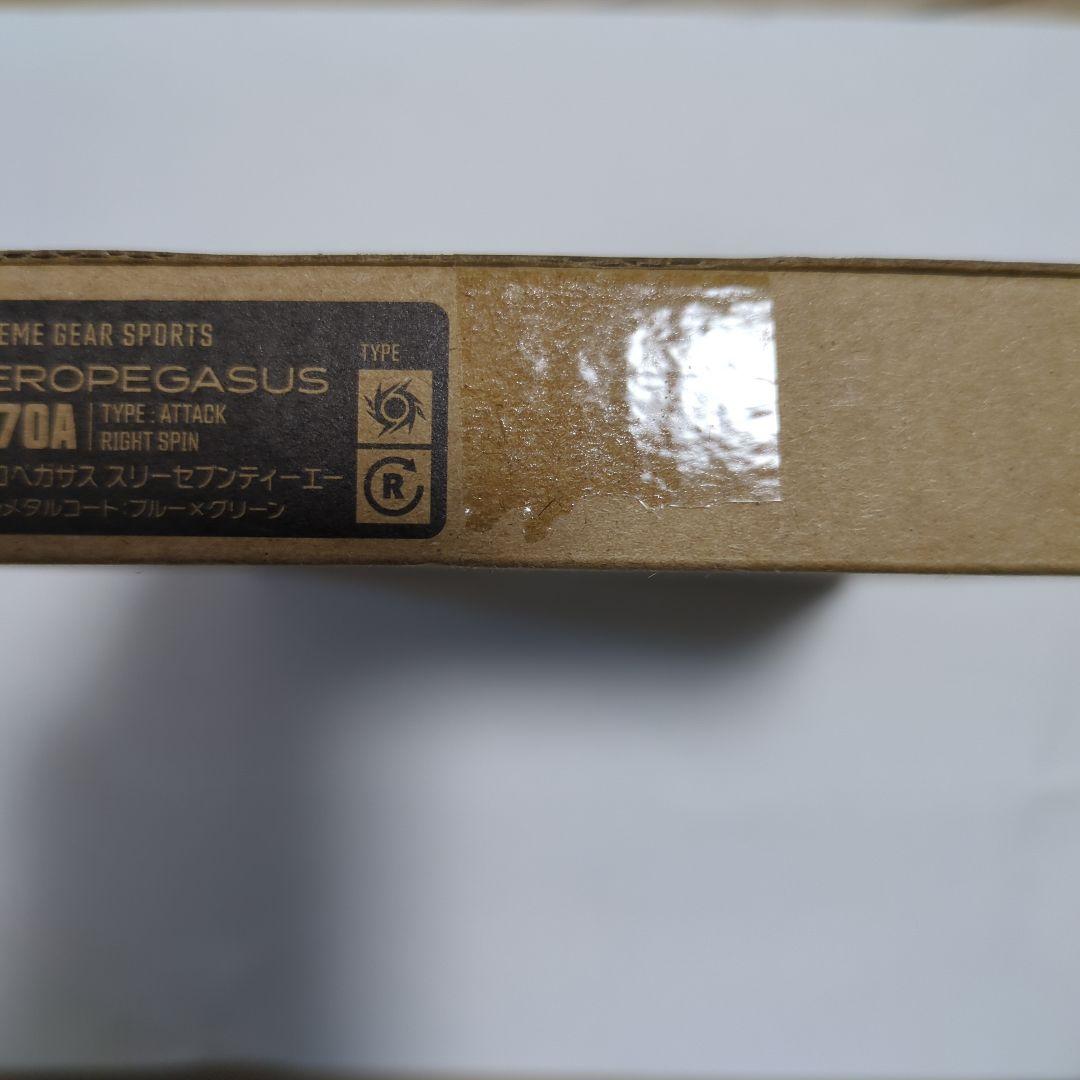 EME GEAR SPORTS
EROPEGASUS
70A
TYPE : ATTACK
RIGHT SPIN
TYPE
R
ロペガサス スリーセブンティーエー
メタルコート:ブルー×グリーン